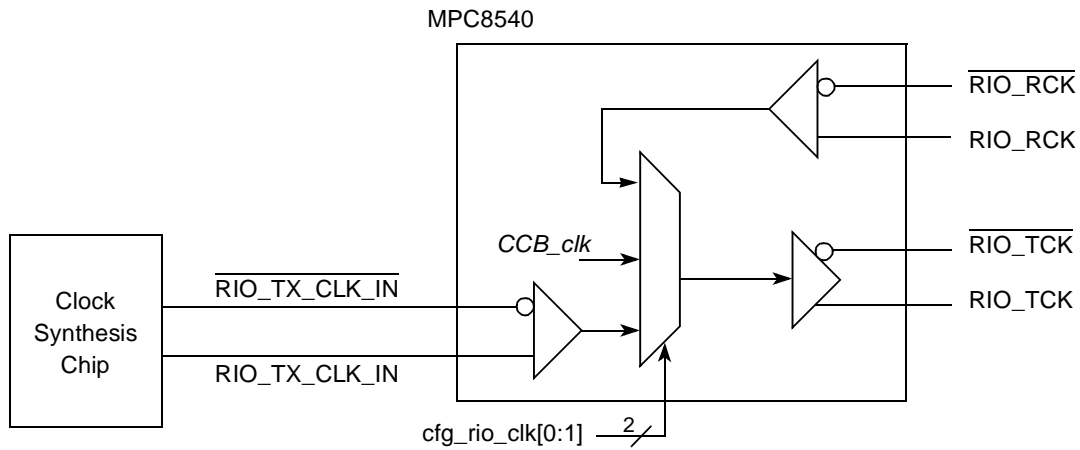 MPC8540
RIO_RCK
RIO_RCK
CCB_clk
RIO_TCK
RIO_TX_CLK_IN
RIO_TCK
Clock
Synthesis
Chip
RIO_TX_CLK_IN
cfg_rio_clk[0:1]
2